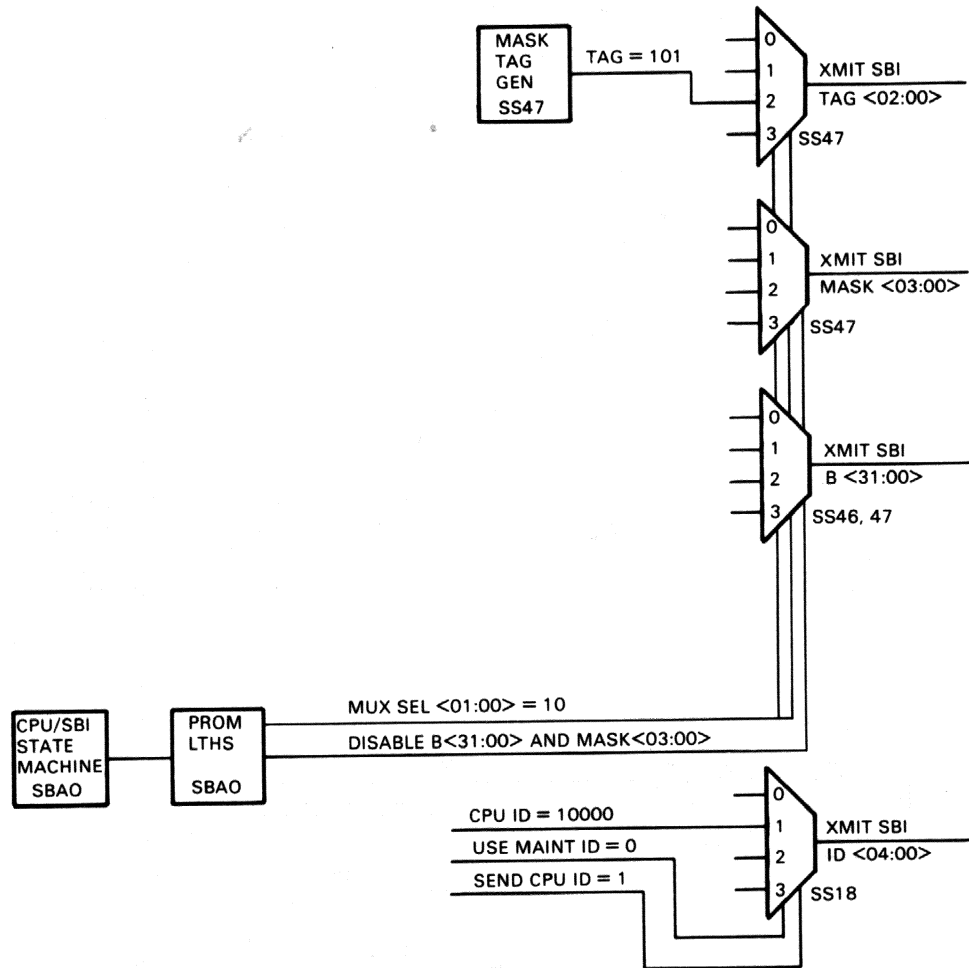 MASK
TAG
GEN
SS47
TAG = 101
0
1
2
3
XMIT SBI
TAG <02:00>
SS47
0
1
2
3
XMIT SBI
MASK <03:00>
SS47
0
1
2
3
XMIT SBI
B <31:00>
SS46, 47
CPU/SBI
STATE
MACHINE
SBAO
PROM
LTHS
SBAO
MUX SEL <01:00> = 10
DISABLE B<31:00> AND MASK<03:00>
CPU ID = 10000
USE MAINT ID = 0
SEND CPU ID = 1
0
1
2
3
XMIT SBI
ID <04:00>
SS18